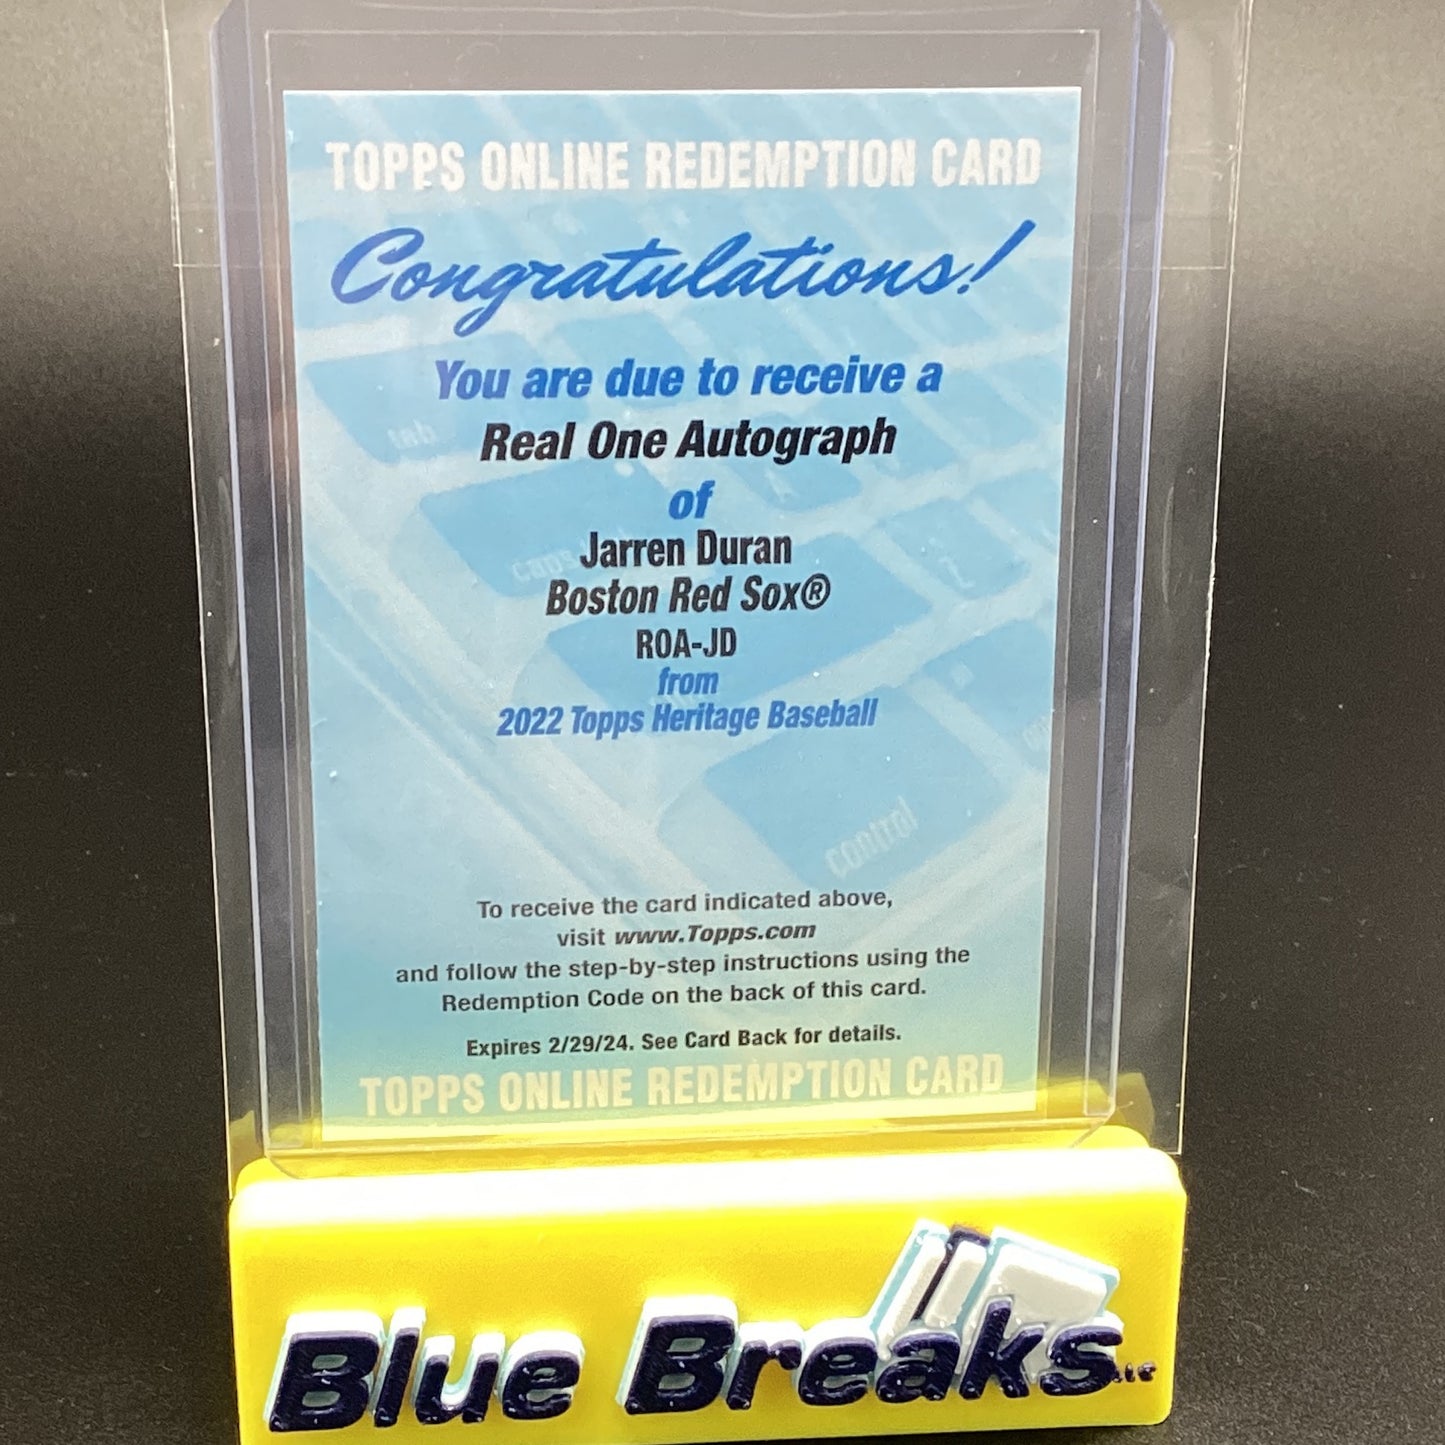 TOPPS ONLINE REDEMPTION CARD
Congratulations!
You are due to receive a
Real One Autograph
of
Jarren Duran
Boston Red Sox®
ROA-JD
from
2022 Topps Heritage Baseball
To receive the card indicated above,
visit www.Topps.com
and follow the step-by-step instructions using the
Redemption Code on the back of this card.
Expires 2/29/24. See Card Back for details.
TOPPS ONLINE REDEMPTION CARD
tab
caps
A
Z
control
Blue Breaks